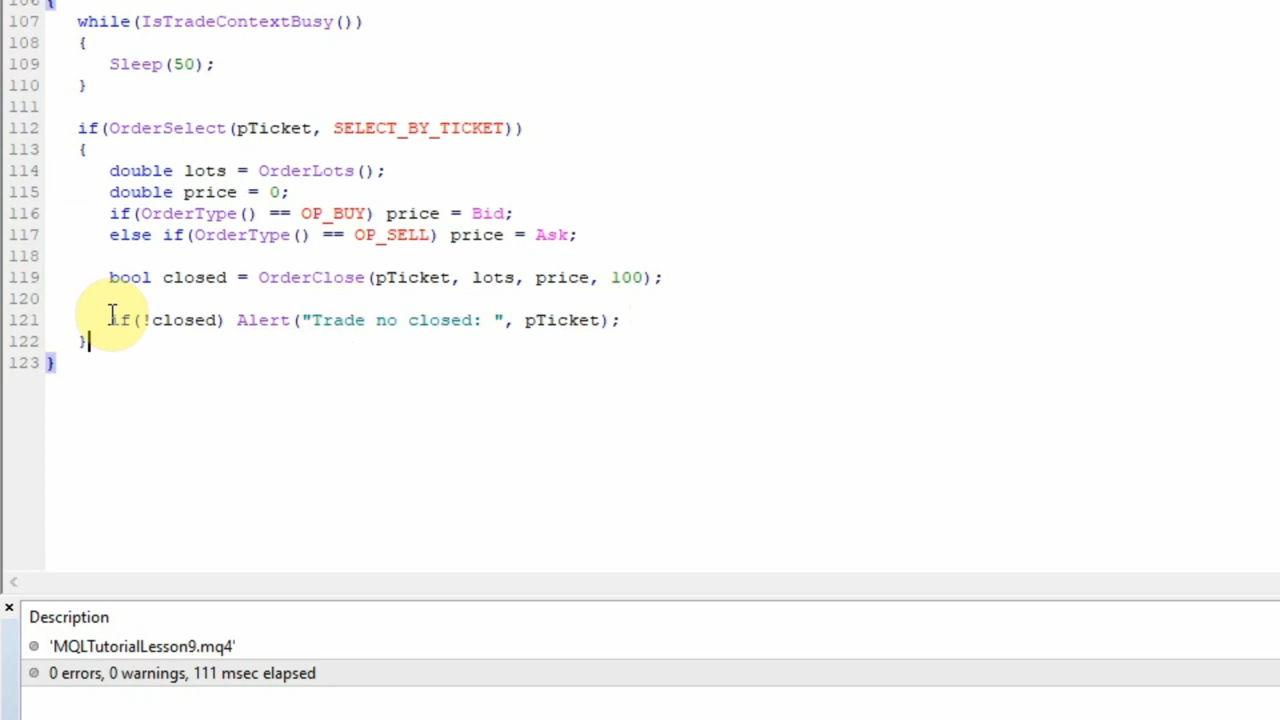 106 {
107 while(IsTradeContextBusy())
108 {
109 Sleep(50);
110 }
111
112 if(OrderSelect(pTicket, SELECT_BY_TICKET))
113 {
114 double lots = OrderLots();
115 double price = 0;
116 if(OrderType() == OP_BUY) price = Bid;
117 else if(OrderType() == OP_SELL) price = Ask;
118
119 bool closed = OrderClose(pTicket, lots, price, 100);
120
121 if(!closed) Alert("Trade no closed: ", pTicket);
122 }
123 }
Description
'MQLTutorialLesson9.mq4'
0 errors, 0 warnings, 111 msec elapsed